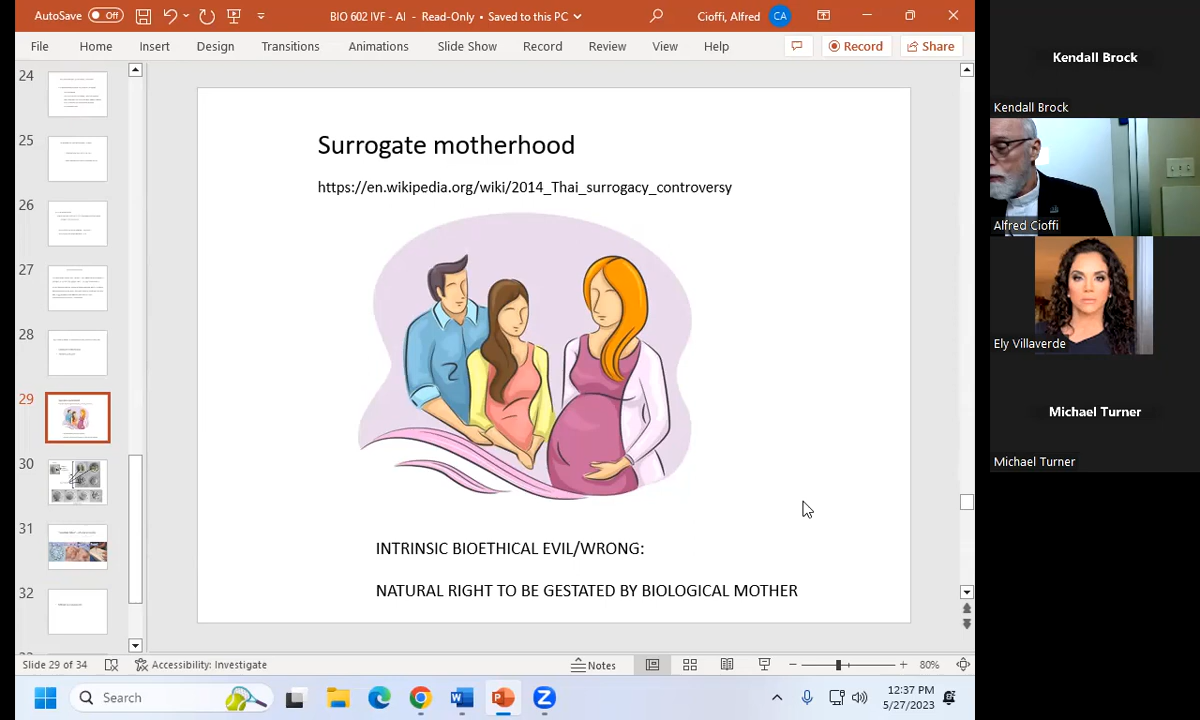 AutoSave Off
BIO 602 IVF - AI - Read-Only • Saved to this PC
Cioffi, Alfred CA
File Home Insert Design Transitions Animations Slide Show Record Review View Help Record Share
24
25
26
27
28
29
30
31
32
Surrogate motherhood
https://en.wikipedia.org/wiki/2014_Thai_surrogacy_controversy
INTRINSIC BIOETHICAL EVIL/WRONG:
NATURAL RIGHT TO BE GESTATED BY BIOLOGICAL MOTHER
Slide 29 of 34 Accessibility: Investigate Notes 80%
Search
12:37 PM
5/27/2023
Kendall Brock
Kendall Brock
Alfred Cioffi
Ely Villaverde
Michael Turner
Michael Turner